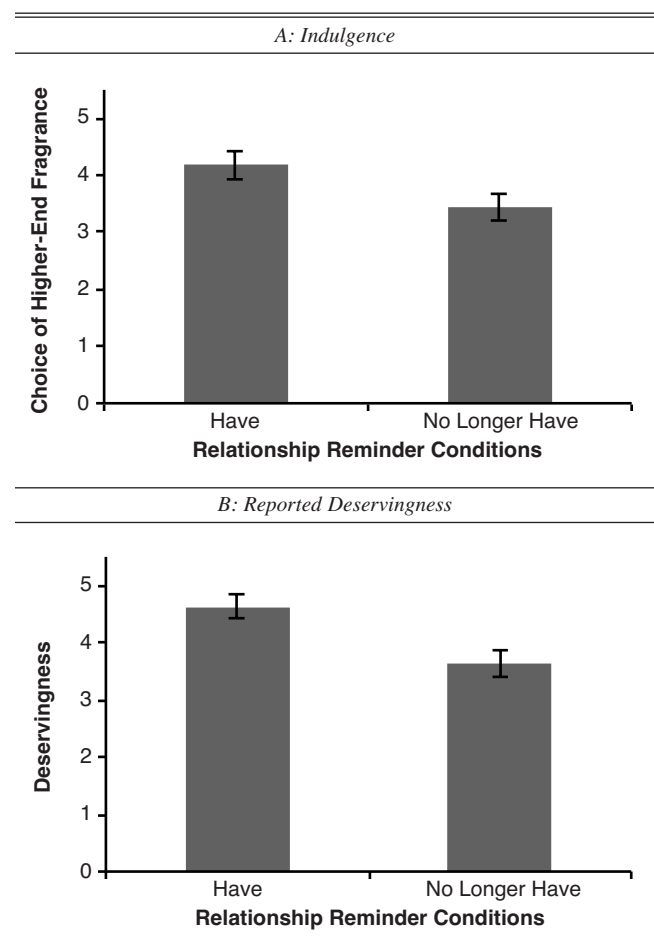 A: Indulgence
Choice of Higher-End Fragrance
5
4
3
2
1
0
Have
No Longer Have
Relationship Reminder Conditions
B: Reported Deservingness
Deservingness
5
4
3
2
1
0
Have
No Longer Have
Relationship Reminder Conditions